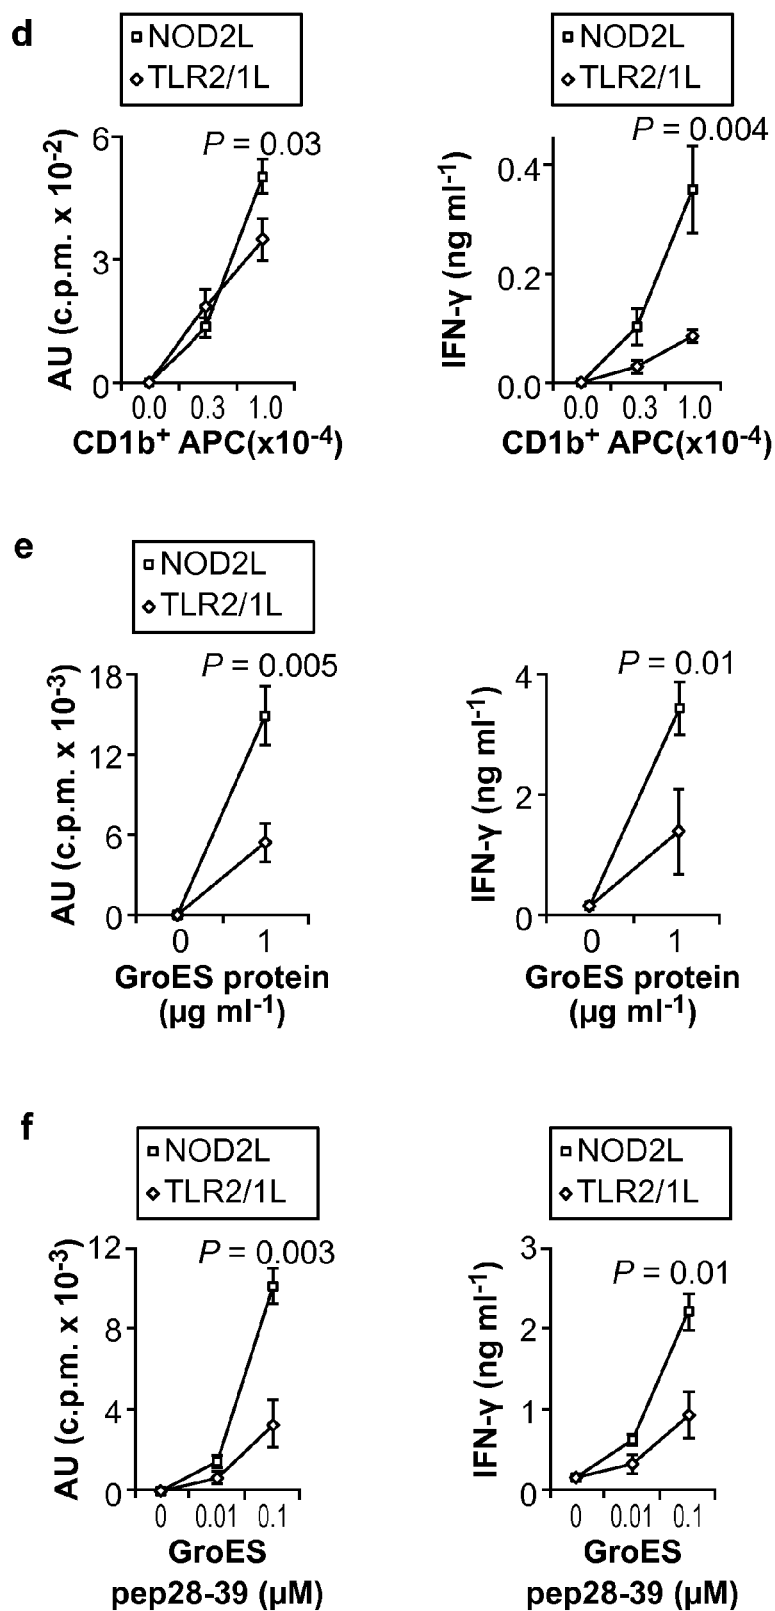 d
NOD2L
TLR2/1L
P = 0.03
AU (c.p.m. x 10⁻²)
6
3
0
0.0 0.3 1.0
CD1b⁺ APC(x10⁻⁴)
NOD2L
TLR2/1L
P = 0.004
IFN-γ (ng ml⁻¹)
0.4
0.2
0.0
0.0 0.3 1.0
CD1b⁺ APC(x10⁻⁴)
e
NOD2L
TLR2/1L
P = 0.005
AU (c.p.m. x 10⁻³)
18
12
6
0
0 1
GroES protein
(μg ml⁻¹)
P = 0.01
IFN-γ (ng ml⁻¹)
4
2
0
0 1
GroES protein
(μg ml⁻¹)
f
NOD2L
TLR2/1L
P = 0.003
AU (c.p.m. x 10⁻³)
12
8
4
0
0 0.01 0.1
GroES
pep28-39 (μM)
NOD2L
TLR2/1L
P = 0.01
IFN-γ (ng ml⁻¹)
3
2
1
0
0 0.01 0.1
GroES
pep28-39 (μM)